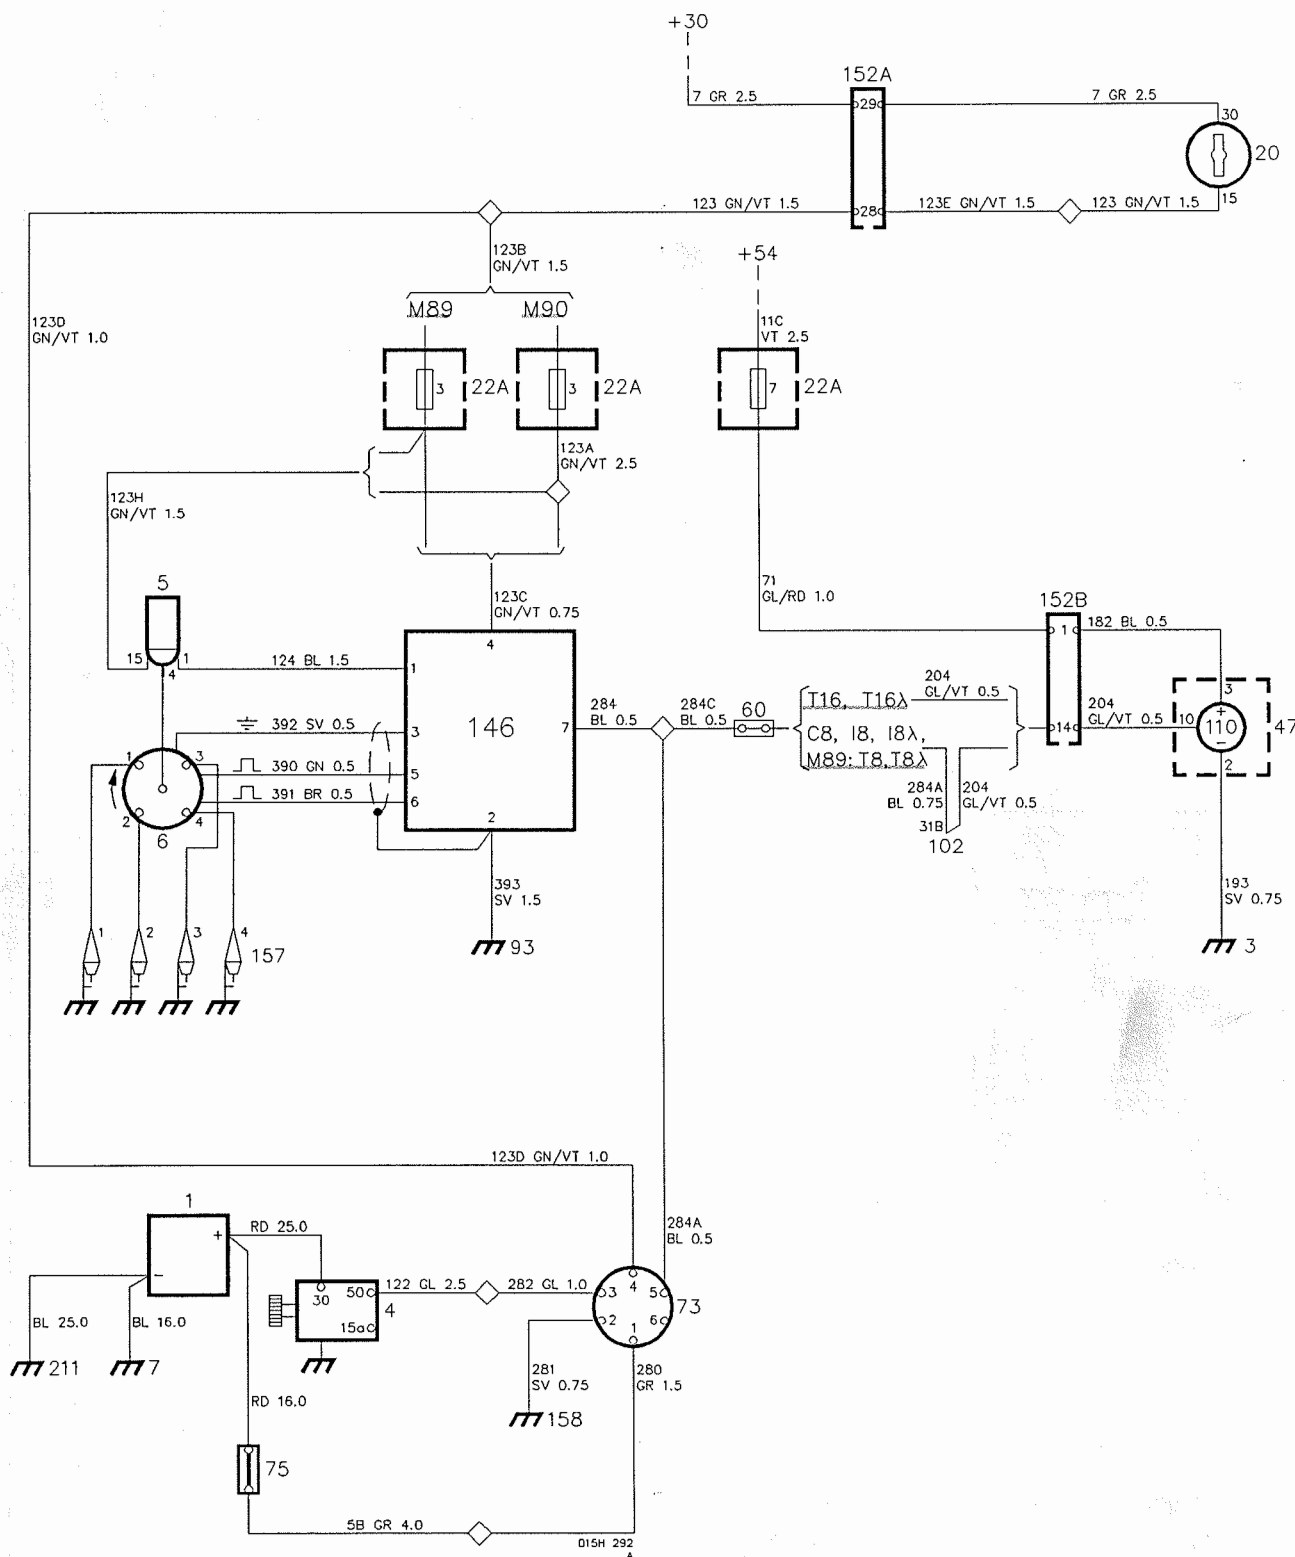 +30
152A
7 GR 2.5
29
7 GR 2.5
30
20
15
123 GN/VT 1.5
28
123E GN/VT 1.5
123 GN/VT 1.5
123B
GN/VT 1.5
+54
M89
M90
123D
GN/VT 1.0
11C
VT 2.5
3
22A
3
22A
7
22A
123A
GN/VT 2.5
123H
GN/VT 1.5
5
123C
GN/VT 0.75
71
GL/RD 1.0
152B
1
182 BL 0.5
15
1
4
124 BL 1.5
1
4
146
7
284
BL 0.5
284C
BL 0.5
60
T16, T16λ
204
GL/VT 0.5
C8, I8, I8λ,
M89: T8,T8λ
14
204
GL/VT 0.5
10
3
+
110
−
2
47
392 SV 0.5
3
390 GN 0.5
5
391 BR 0.5
6
2
1
3
2
4
6
284A
BL 0.75
204
GL/VT 0.5
31B
102
393
SV 1.5
93
193
SV 0.75
3
1
2
3
4
157
123D GN/VT 1.0
1
+
−
RD 25.0
284A
BL 0.5
30
50
15a
4
122 GL 2.5
282 GL 1.0
3
4
5
2
1
6
73
BL 25.0
BL 16.0
211
7
281
SV 0.75
280
GR 1.5
158
RD 16.0
75
5B GR 4.0
015H 292
A